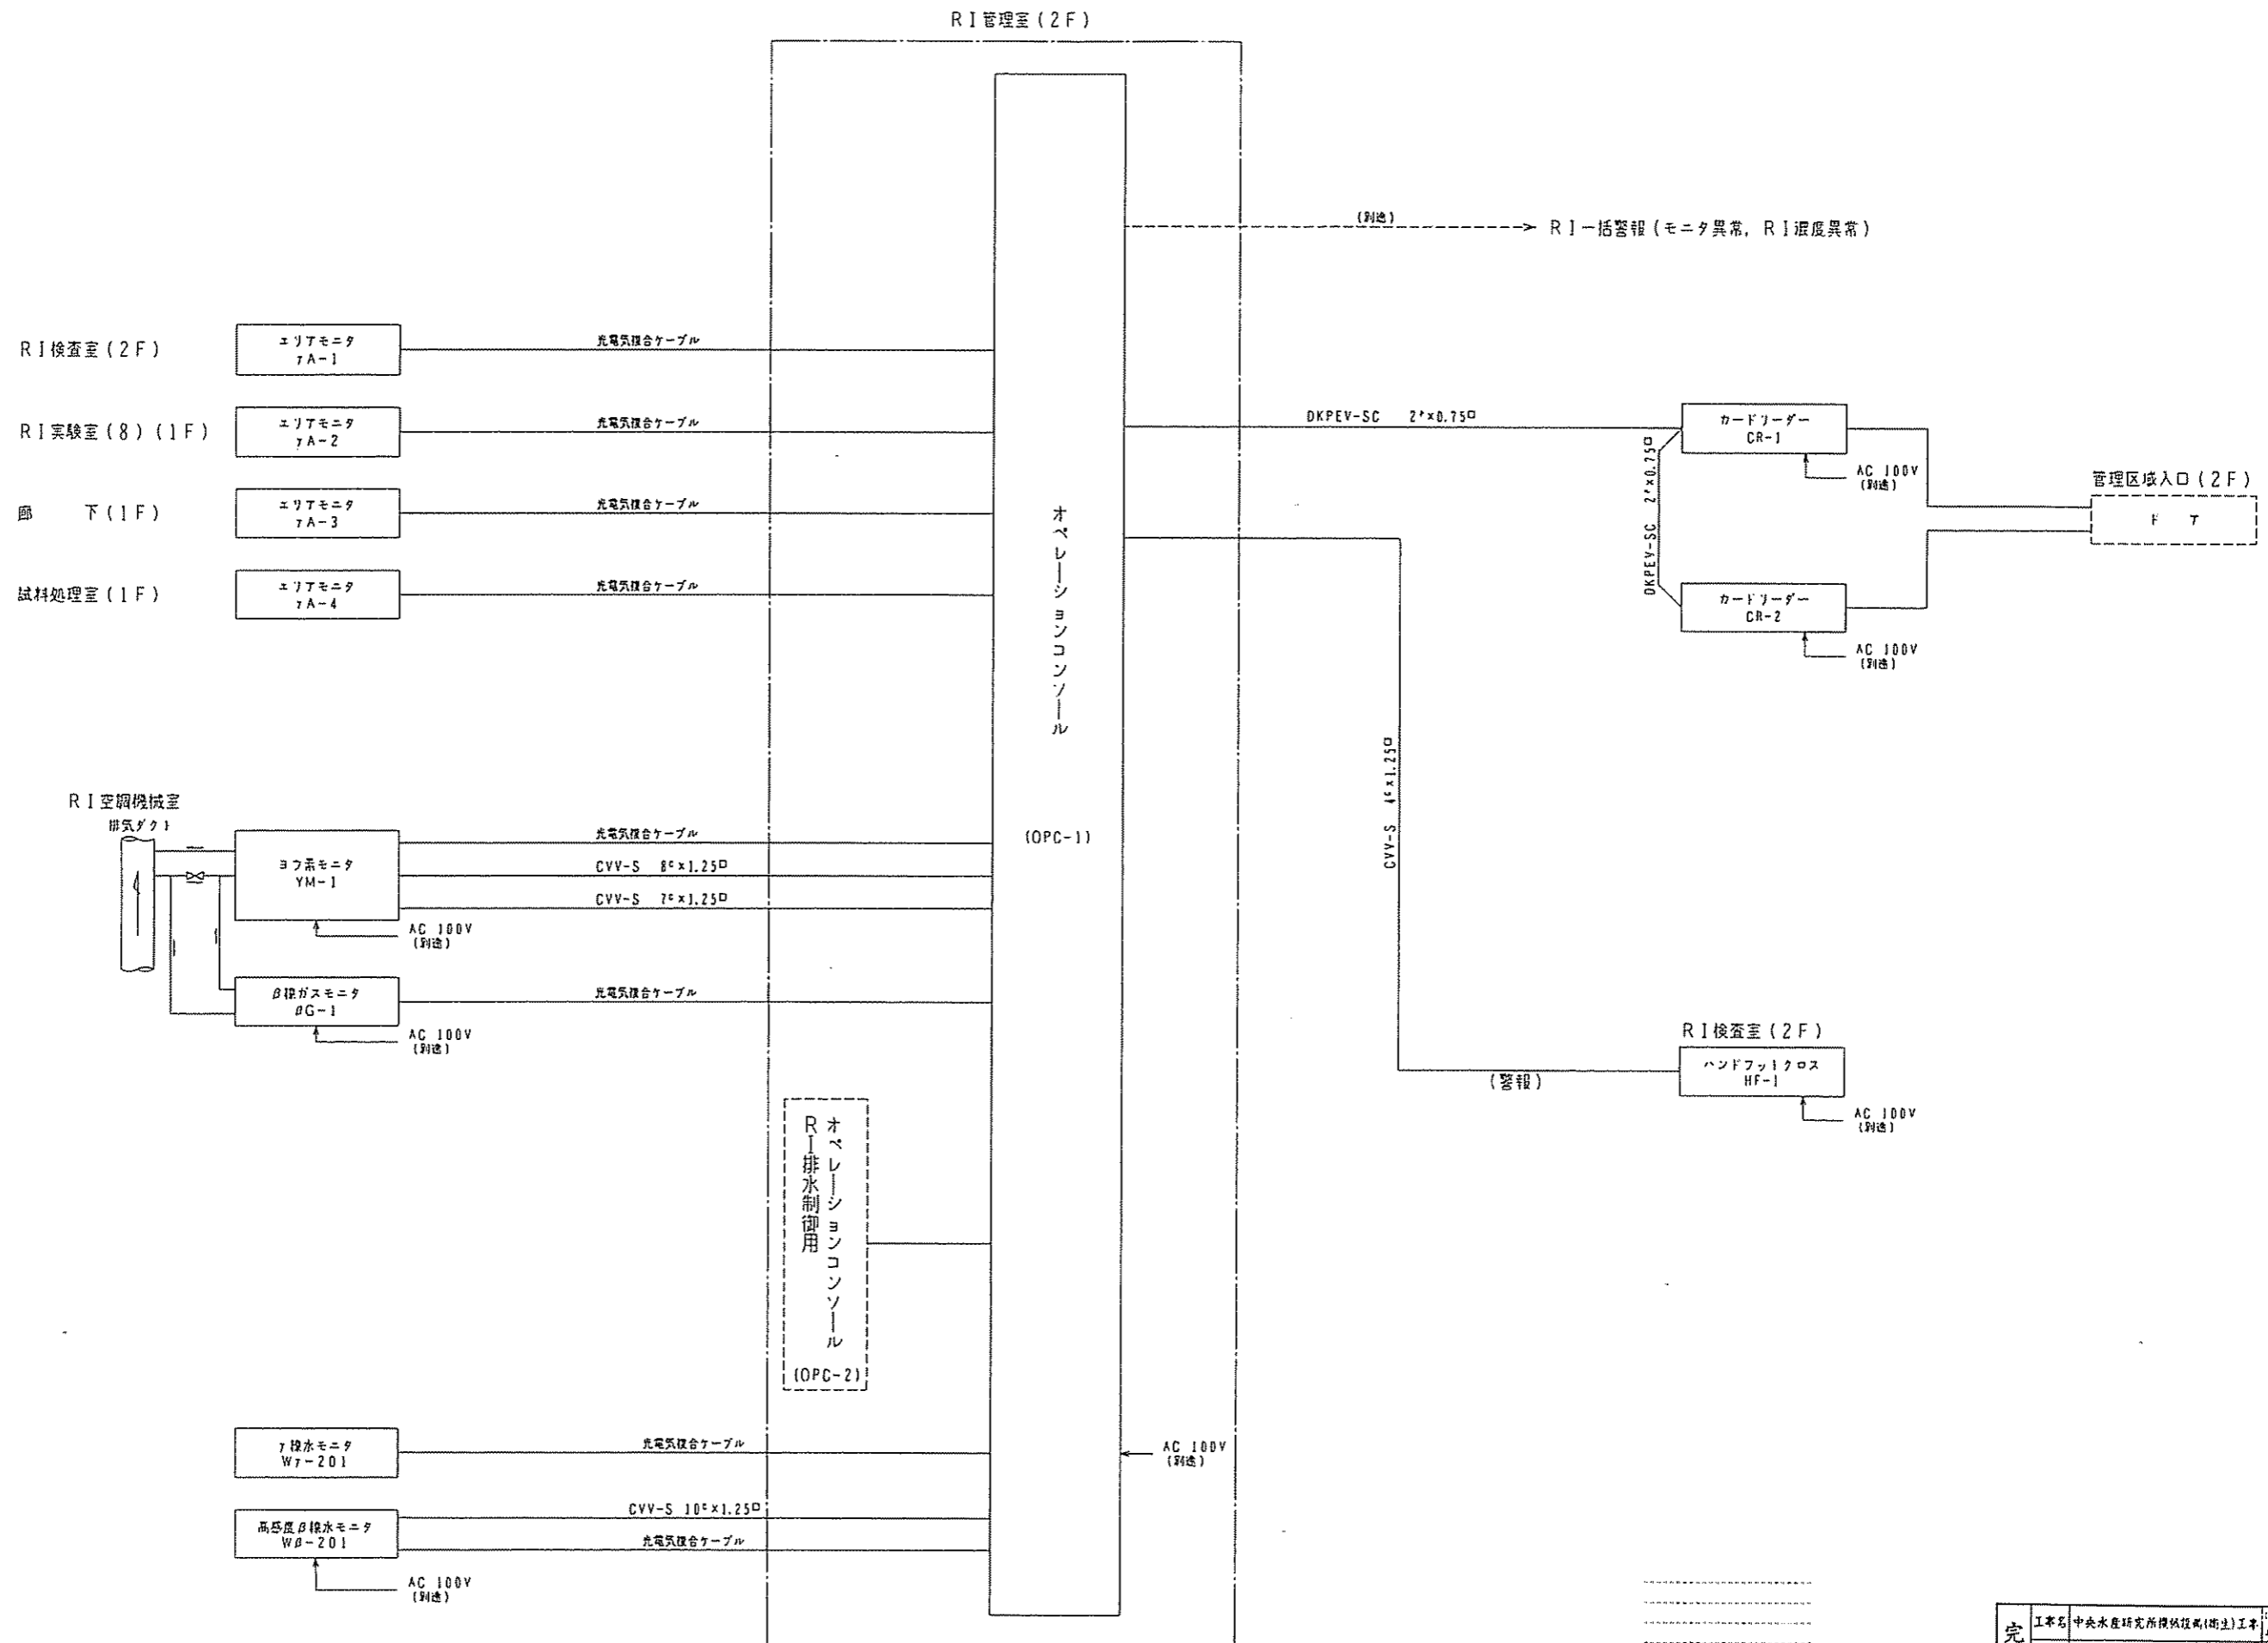 RI管理室(2F)
(別途)
RI一括警報(モニタ異常, RI濃度異常)
RI検査室(2F)
エリアモニタ
γA-1
光電気複合ケーブル
RI実験室(8)(1F)
エリアモニタ
γA-2
光電気複合ケーブル
廊 下(1F)
エリアモニタ
γA-3
光電気複合ケーブル
試料処理室(1F)
エリアモニタ
γA-4
光電気複合ケーブル
オペレーションコンソール
(OPC-1)
DKPEV-SC 2P×0.75□
カードリーダー
CR-1
AC 100V
(別途)
DKPEV-SC 2P×0.75□
カードリーダー
CR-2
AC 100V
(別途)
管理区域入口(2F)
ドア
RI空調機械室
排気ダクト
ヨウ素モニタ
YM-1
光電気複合ケーブル
CVV-S 8c×1.25□
CVV-S 7c×1.25□
AC 100V
(別途)
β線ガスモニタ
βG-1
光電気複合ケーブル
AC 100V
(別途)
CVV-S 4c×1.25□
(警報)
RI検査室(2F)
ハンドフットクロス
HF-1
AC 100V
(別途)
オペレーションコンソール
RI排水制御用
(OPC-2)
γ線水モニタ
Wγ-201
光電気複合ケーブル
AC 100V
(別途)
高感度β線水モニタ
Wβ-201
CVV-S 10c×1.25□
光電気複合ケーブル
AC 100V
(別途)
完
工事名 中央水産研究所機械設備(衛生)工事